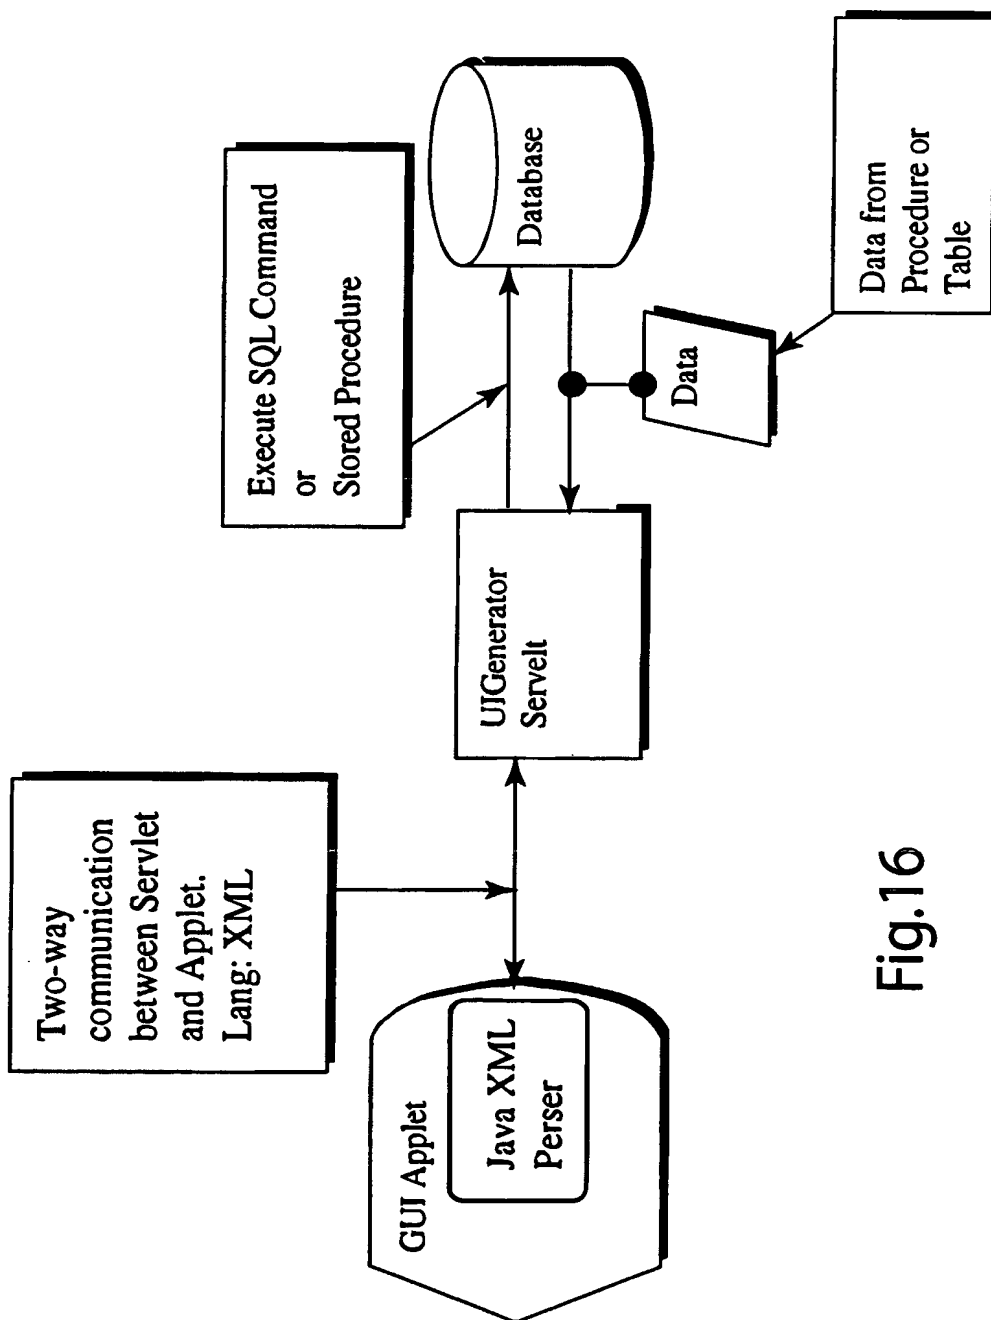 Two-way
communication
between Servlet
and Applet.
Lang: XML
Execute SQL Command
or
Stored Procedure
GUI Applet
Java XML
Perser
UIGenerator
Servelt
Database
Data
Data from
Procedure or
Table
Fig.16